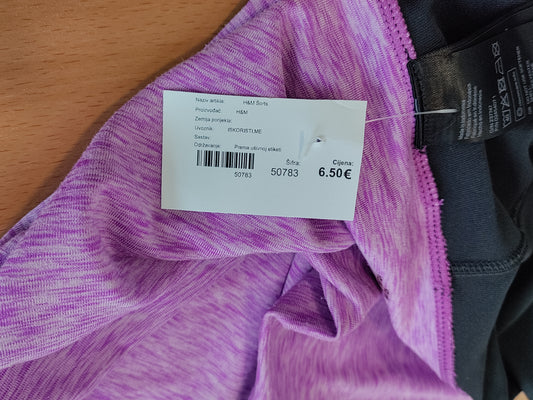 Naziv artikla: H&M Šorts
Proizvođač: H&M
Zemlja porijekla:
Uvoznik: ISKORISTI.ME
Sastav:
Održavanje: Prema ušivnoj etiketi
Šifra: Cijena:
50783 50783 6.50€